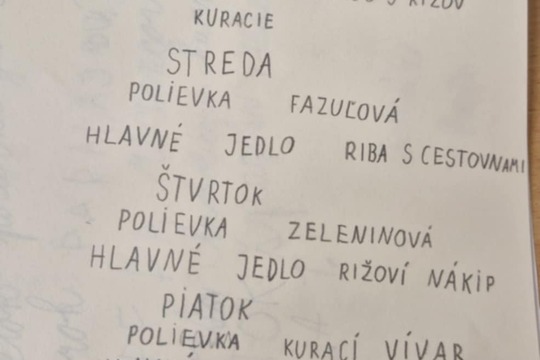 S RIŽOV
KURACIE
STREDA
POLIEVKA FAZUĽOVÁ
HLAVNÉ JEDLO RIBA S CESTOVNAMI
ŠTVRTOK
POLIEVKA ZELENINOVÁ
HLAVNÉ JEDLO RIŽOVÍ NÁKIP
PIATOK
POLIEVKA KURACÍ VÍVAR